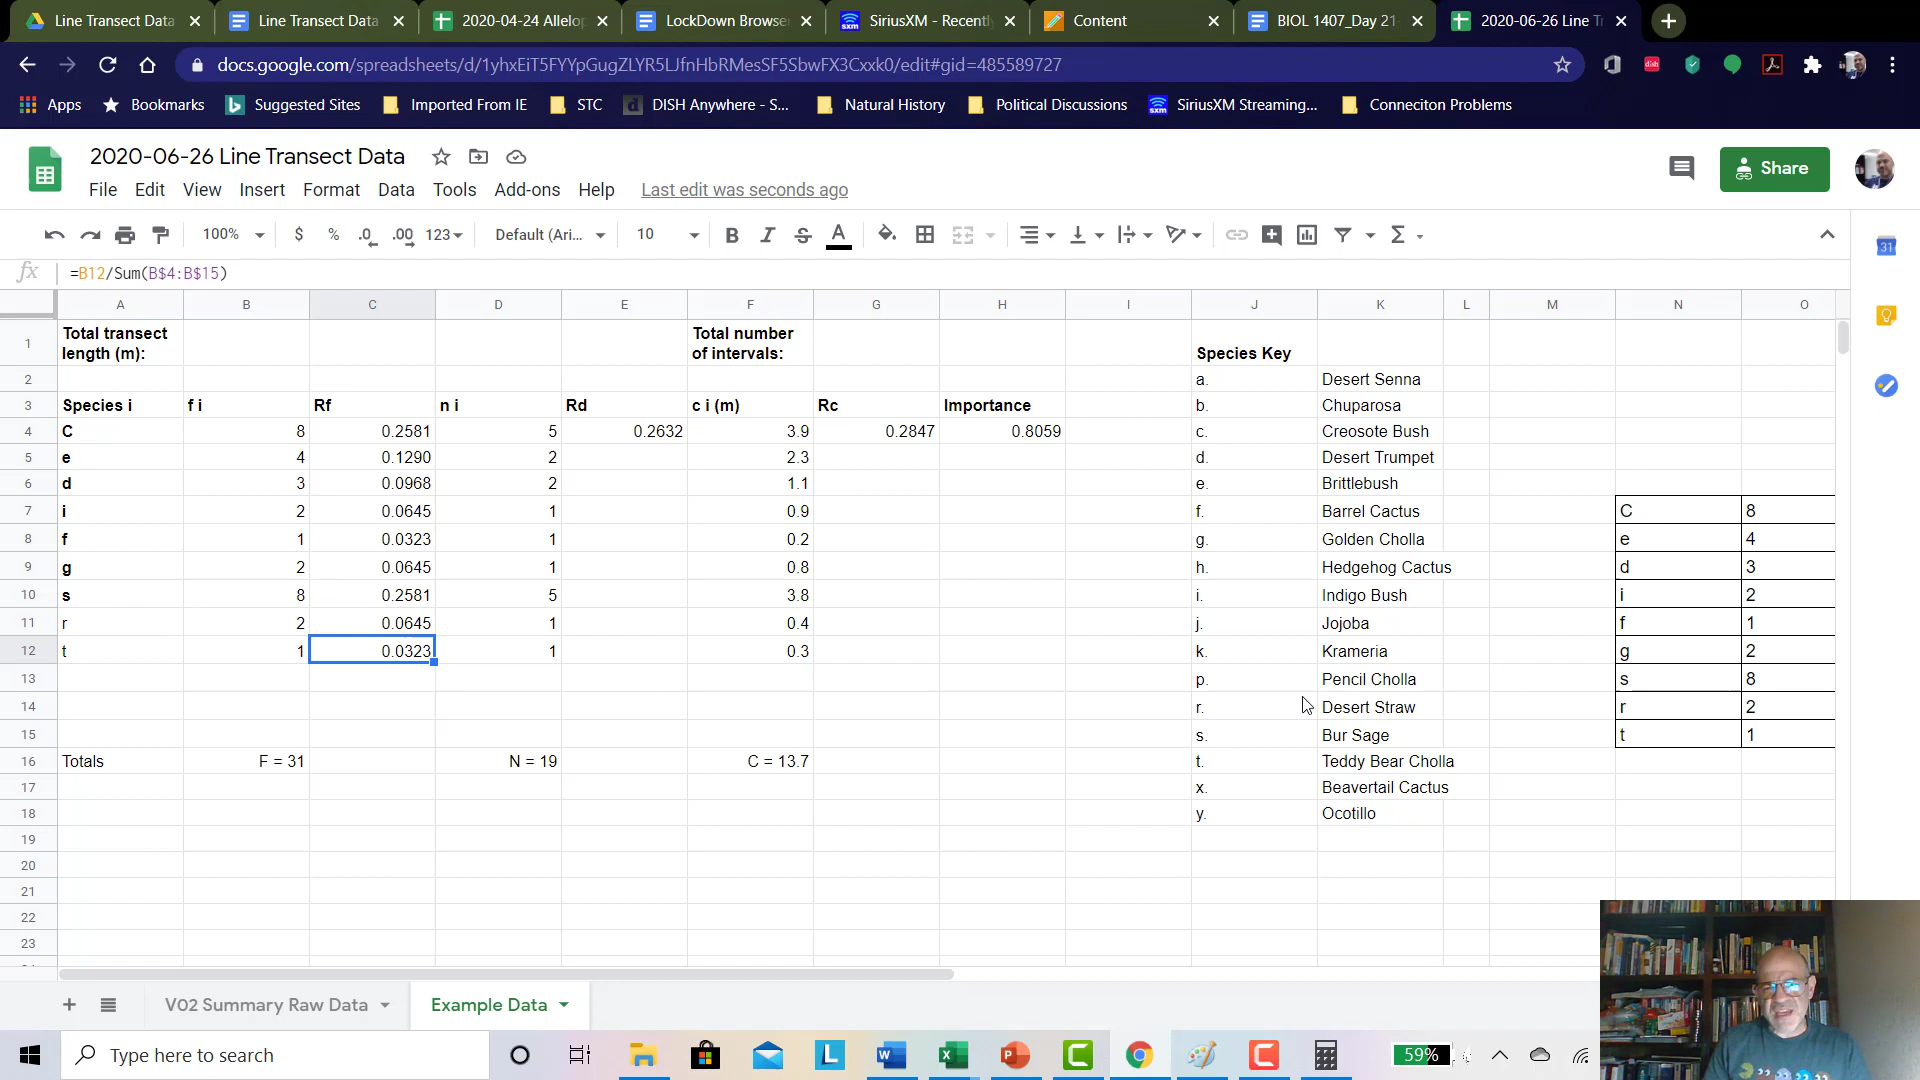 Line Transect Data
Line Transect Data
2020-04-24 Allelop
LockDown Browse
SiriusXM - Recently
Content
BIOL 1407_Day 21
2020-06-26 Line T
docs.google.com/spreadsheets/d/1yhxEiT5FYYpGugZLYR5LJfnHbRMesSF5SbwFX3Cxxk0/edit#gid=485589727
Apps Bookmarks Suggested Sites Imported From IE STC DISH Anywhere - S... Natural History Political Discussions SiriusXM Streaming... Conneciton Problems
2020-06-26 Line Transect Data
Share
File Edit View Insert Format Data Tools Add-ons Help Last edit was seconds ago
100% $ % .0 .00 123 Default (Ari... 10 B I S A
fx =B12/Sum(B$4:B$15)
A B C D E F G H I J K L M N O
1 Total transect length (m): Total number of intervals: Species Key
2 a. Desert Senna
3 Species i f i Rf n i Rd c i (m) Rc Importance b. Chuparosa
4 C 8 0.2581 5 0.2632 3.9 0.2847 0.8059 c. Creosote Bush
5 e 4 0.1290 2 2.3 d. Desert Trumpet
6 d 3 0.0968 2 1.1 e. Brittlebush
7 i 2 0.0645 1 0.9 f. Barrel Cactus C 8
8 f 1 0.0323 1 0.2 g. Golden Cholla e 4
9 g 2 0.0645 1 0.8 h. Hedgehog Cactus d 3
10 s 8 0.2581 5 3.8 i. Indigo Bush i 2
11 r 2 0.0645 1 0.4 j. Jojoba f 1
12 t 1 0.0323 1 0.3 k. Krameria g 2
13 p. Pencil Cholla s 8
14 r. Desert Straw r 2
15 s. Bur Sage t 1
16 Totals F = 31 N = 19 C = 13.7 t. Teddy Bear Cholla
17 x. Beavertail Cactus
18 y. Ocotillo
19
20
21
22
23
V02 Summary Raw Data Example Data
Type here to search
59%